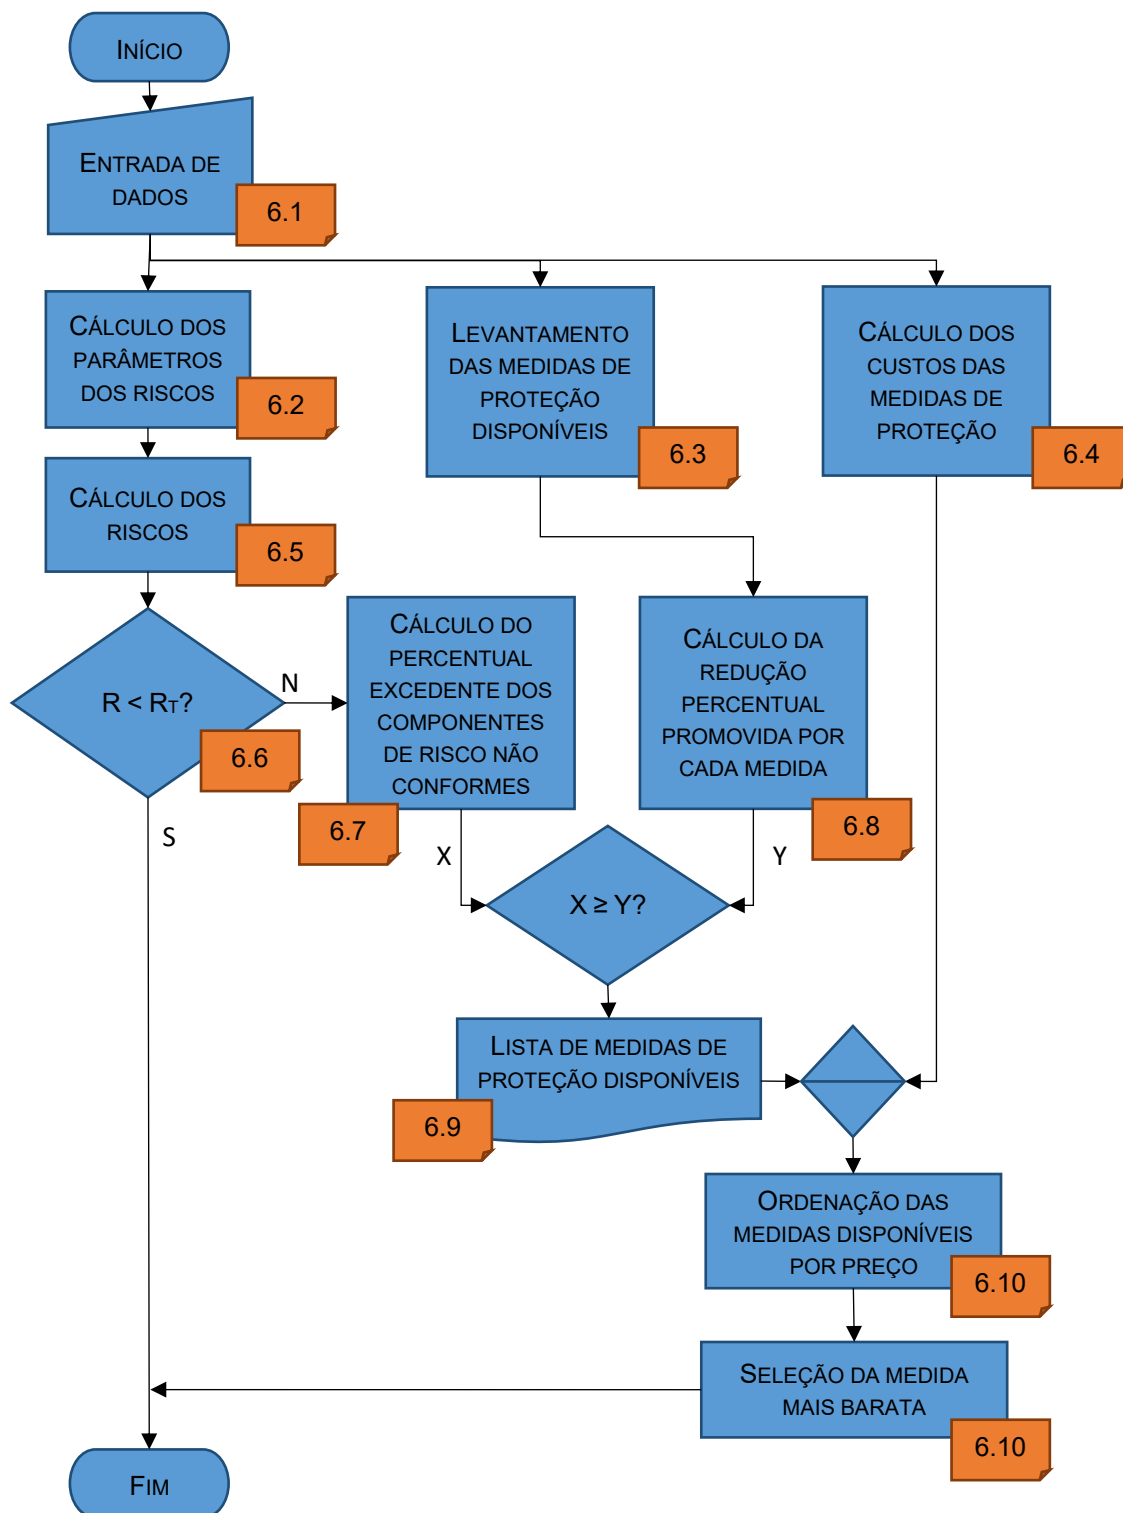 INÍCIO
ENTRADA DE
DADOS
6.1
CÁLCULO DOS
PARÂMETROS
DOS RISCOS
6.2
LEVANTAMENTO
DAS MEDIDAS DE
PROTEÇÃO
DISPONÍVEIS
6.3
CÁLCULO DOS
CUSTOS DAS
MEDIDAS DE
PROTEÇÃO
6.4
CÁLCULO DOS
RISCOS
6.5
R < RT?
6.6
N
S
CÁLCULO DO
PERCENTUAL
EXCEDENTE DOS
COMPONENTES
DE RISCO NÃO
CONFORMES
6.7
X
CÁLCULO DA
REDUÇÃO
PERCENTUAL
PROMOVIDA POR
CADA MEDIDA
6.8
Y
X ≥ Y?
LISTA DE MEDIDAS DE
PROTEÇÃO DISPONÍVEIS
6.9
ORDENAÇÃO DAS
MEDIDAS DISPONÍVEIS
POR PREÇO
6.10
SELEÇÃO DA MEDIDA
MAIS BARATA
6.10
FIM